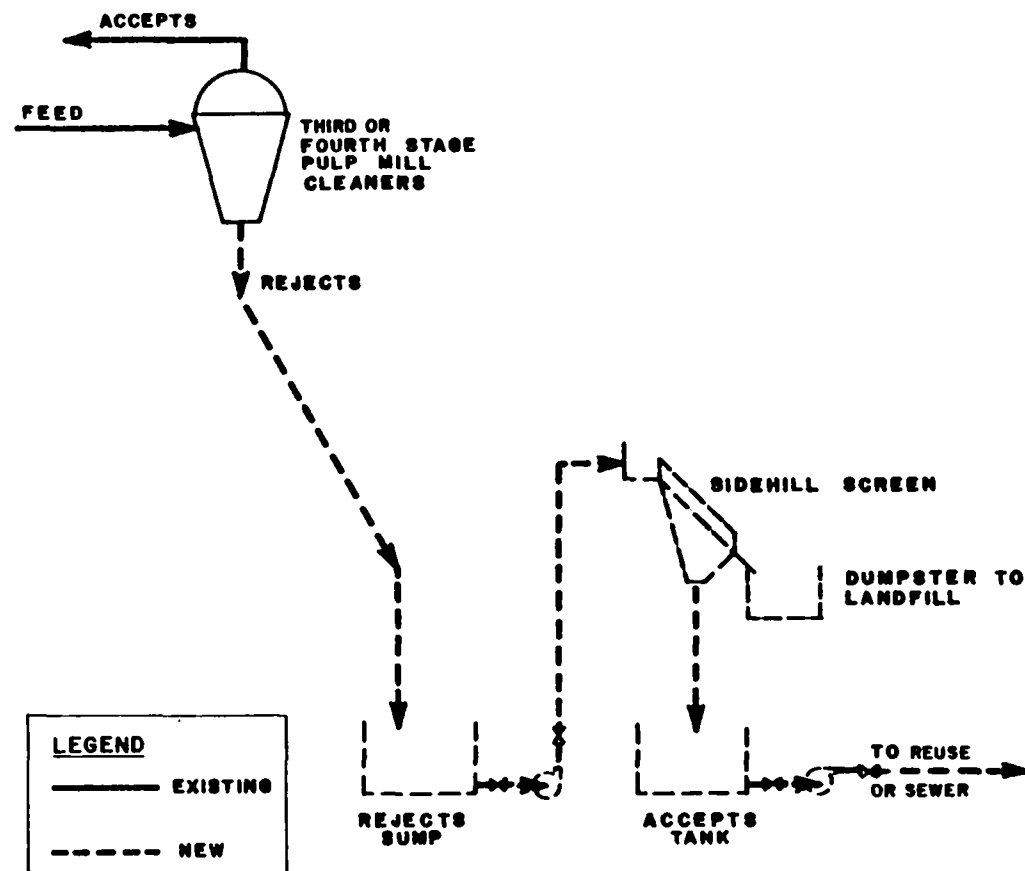 ACCEPTS
FEED
THIRD OR
FOURTH STAGE
PULP MILL
CLEANERS
REJECTS
SIDEHILL SCREEN
DUMPSTER TO
LANDFILL
LEGEND
EXISTING
NEW
REJECTS
SUMP
ACCEPTS
TANK
TO REUSE
OR SEWER